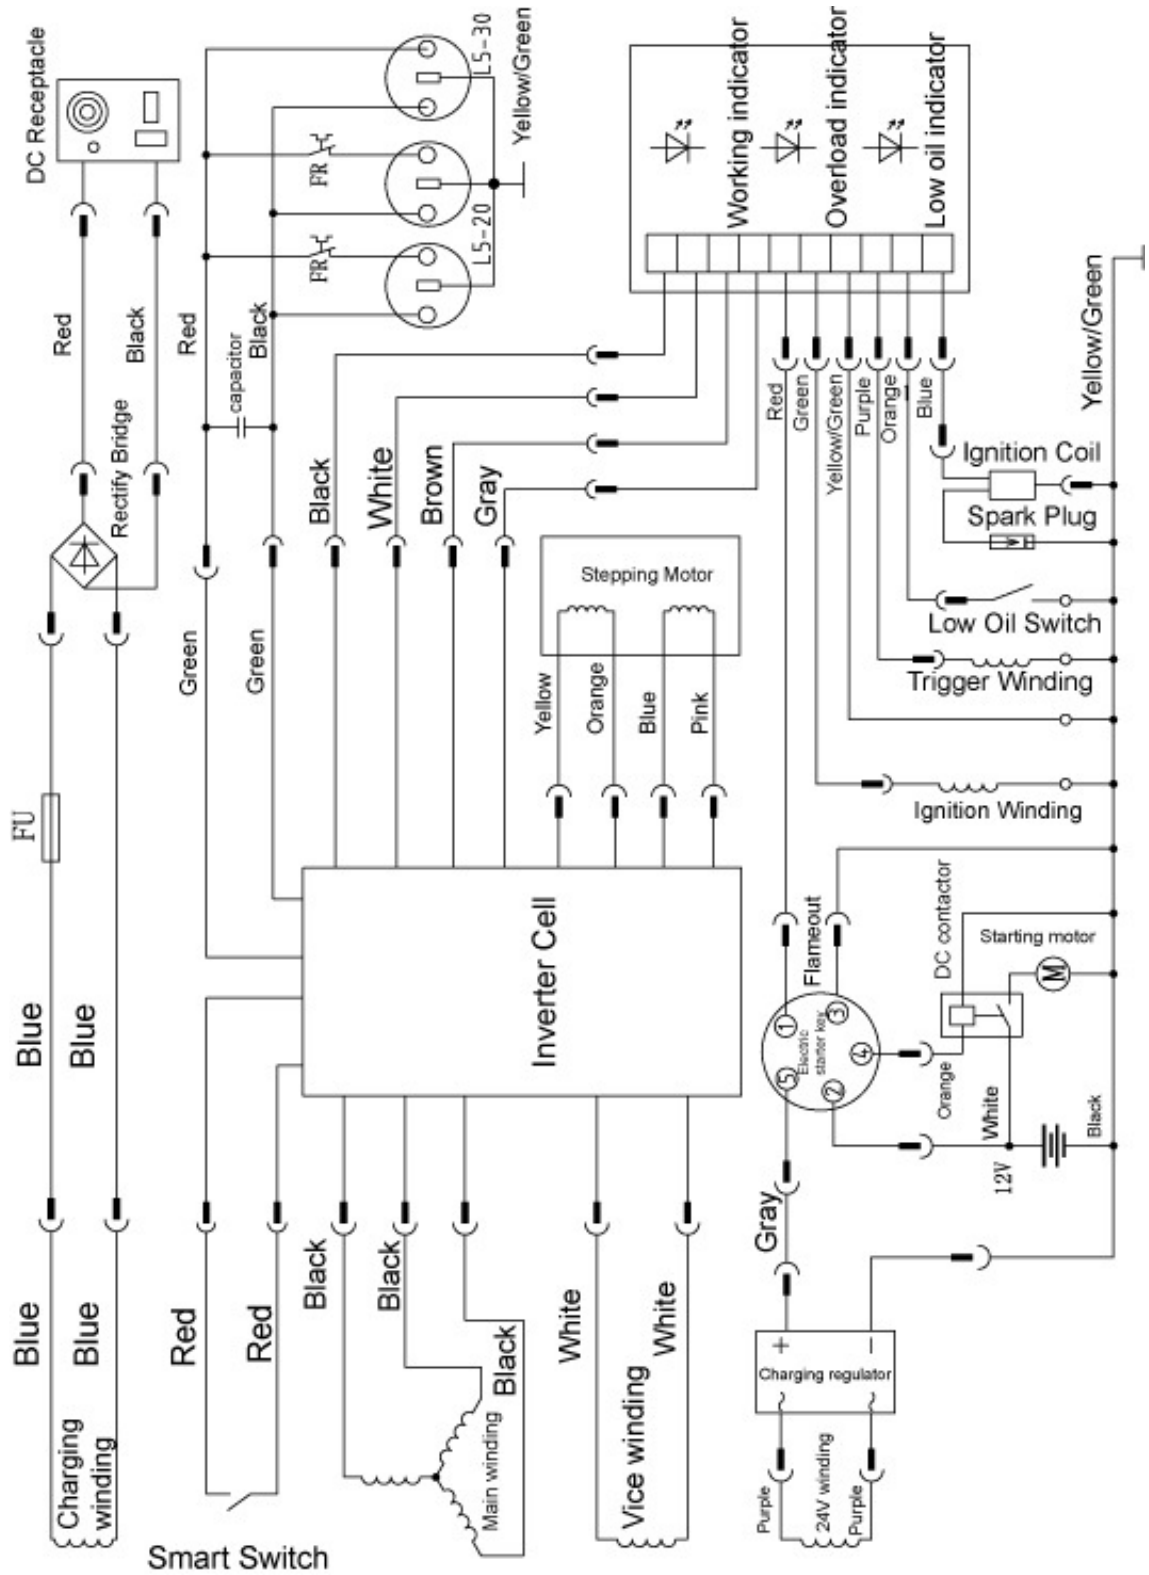 DC Receptacle
Red
Black
Rectify Bridge
FU
Blue
Blue
Blue
Blue
Charging
winding
Red
Black
capacitor
Green
Green
FR
FR
L5-30
L5-20
Yellow/Green
Black
White
Brown
Gray
Stepping Motor
Yellow
Orange
Blue
Pink
Inverter Cell
Red
Red
Smart Switch
Black
Black
Black
Main winding
White
White
Vice winding
Working indicator
Overload indicator
Low oil indicator
Red
Green
Yellow/Green
Purple
Orange
Blue
Yellow/Green
Ignition Coil
Spark Plug
Low Oil Switch
Trigger Winding
Ignition Winding
Flameout
DC contactor
Starting motor
M
1
3
Electric
starter key
4
5
2
Orange
White
12V
Black
Gray
+
−
Charging regulator
Purple
24V winding
Purple